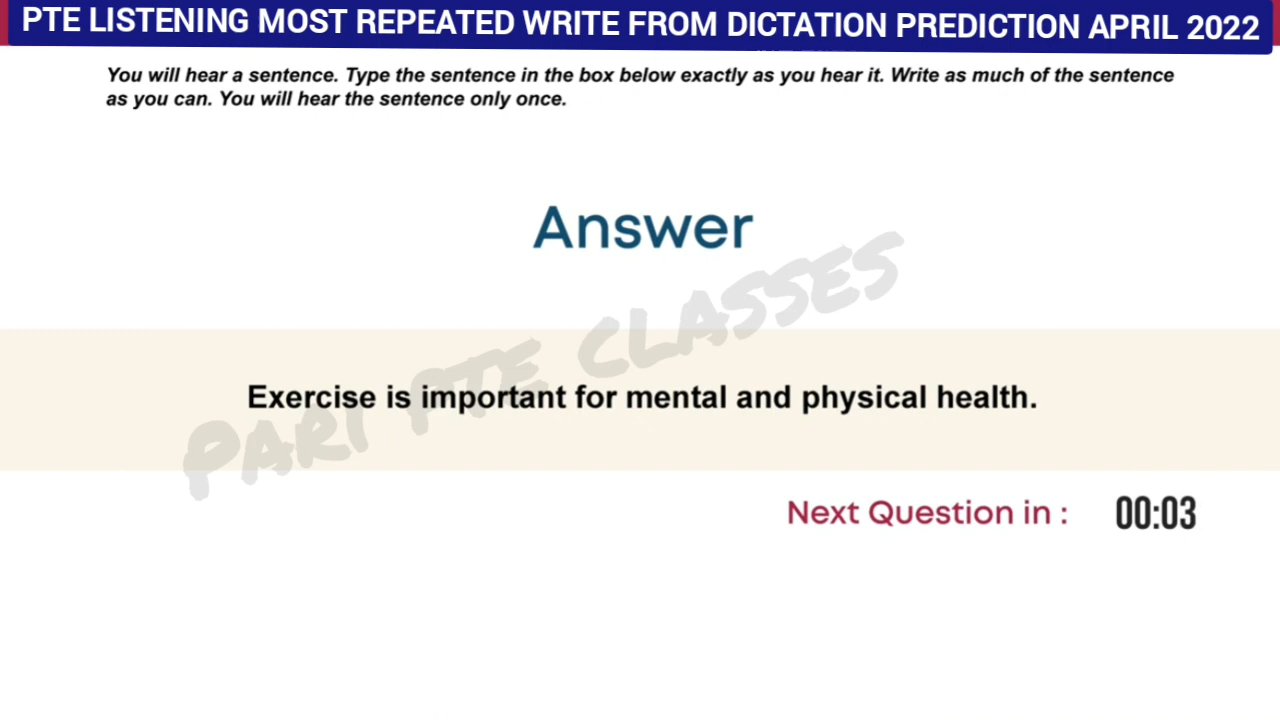 PTE LISTENING MOST REPEATED WRITE FROM DICTATION PREDICTION APRIL 2022
You will hear a sentence. Type the sentence in the box below exactly as you hear it. Write as much of the sentence
as you can. You will hear the sentence only once.
Answer
PARI PTE CLASSES
Exercise is important for mental and physical health.
Next Question in : 00:03